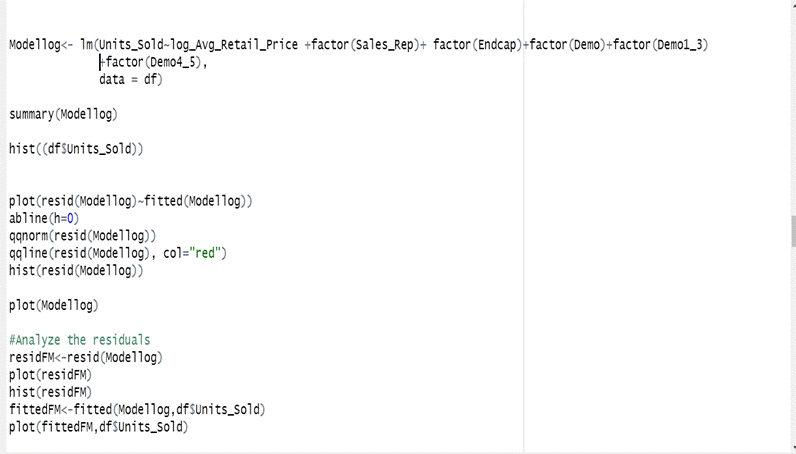 Modellog<- lm(Units_Sold~log_Avg_Retail_Price +factor(Sales_Rep)+ factor(Endcap)+factor(Demo)+factor(Demo1_3)
+factor(Demo4_5),
data = df)
summary(Modellog)
hist((df$Units_Sold))
plot(resid(Modellog)~fitted(Modellog))
abline(h=0)
qqnorm(resid(Modellog))
qqline(resid(Modellog), col="red")
hist(resid(Modellog))
plot(Modellog)
#Analyze the residuals
residFM<-resid(Modellog)
plot(residFM)
hist(residFM)
fittedFM<-fitted(Modellog,df$Units_Sold)
plot(fittedFM,df$Units_Sold)